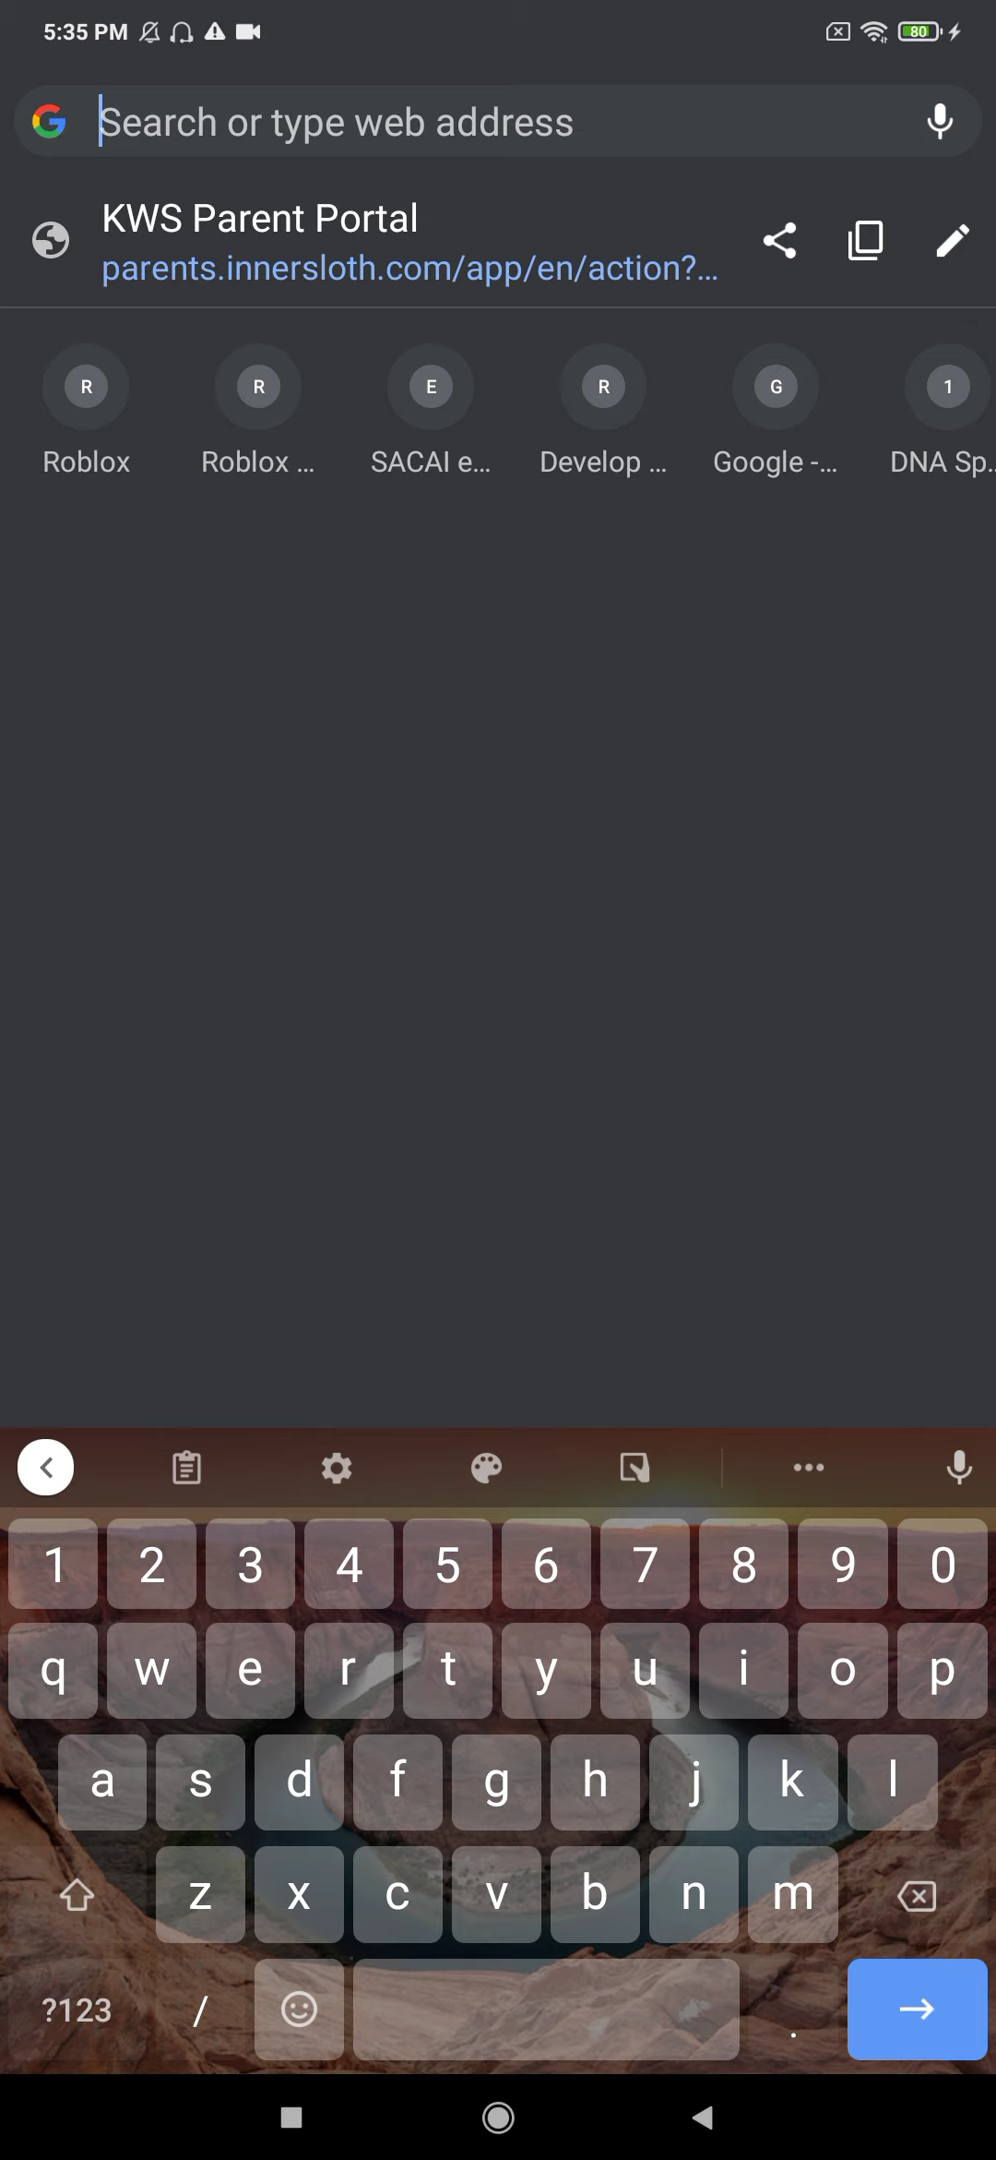 5:35 PM
80
Search or type web address
KWS Parent Portal
parents.innersloth.com/app/en/action?...
R R E R G 1
Roblox Roblox ... SACAI e... Develop ... Google -... DNA Sp...
1 2 3 4 5 6 7 8 9 0
q w e r t y u i o p
a s d f g h j k l
z x c v b n m
?123 / .